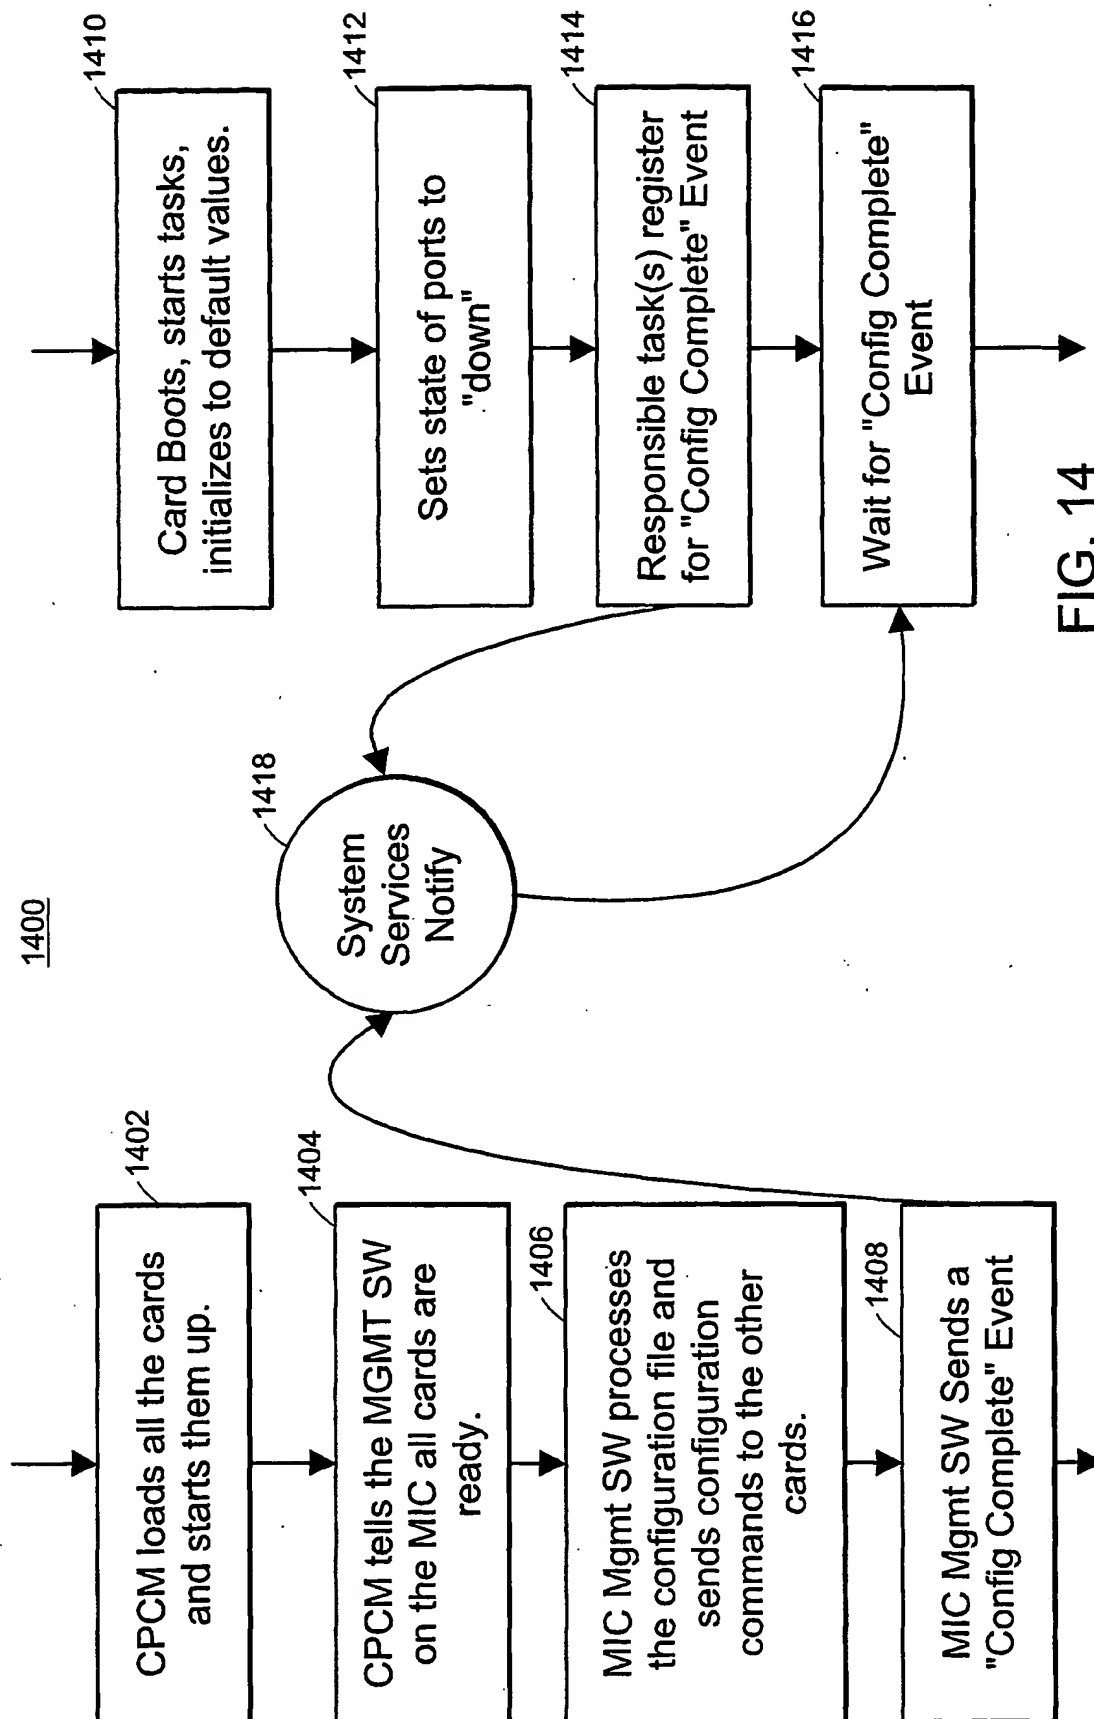 1400
1402
CPCM loads all the cards
and starts them up.
1404
CPCM tells the MGMT SW
on the MIC all cards are
ready.
1406
MIC Mgmt SW processes
the configuration file and
sends configuration
commands to the other
cards.
1408
MIC Mgmt SW Sends a
"Config Complete" Event
1418
System
Services
Notify
1410
Card Boots, starts tasks,
initializes to default values.
1412
Sets state of ports to
"down"
1414
Responsible task(s) register
for "Config Complete" Event
1416
Wait for "Config Complete"
Event
FIG. 14